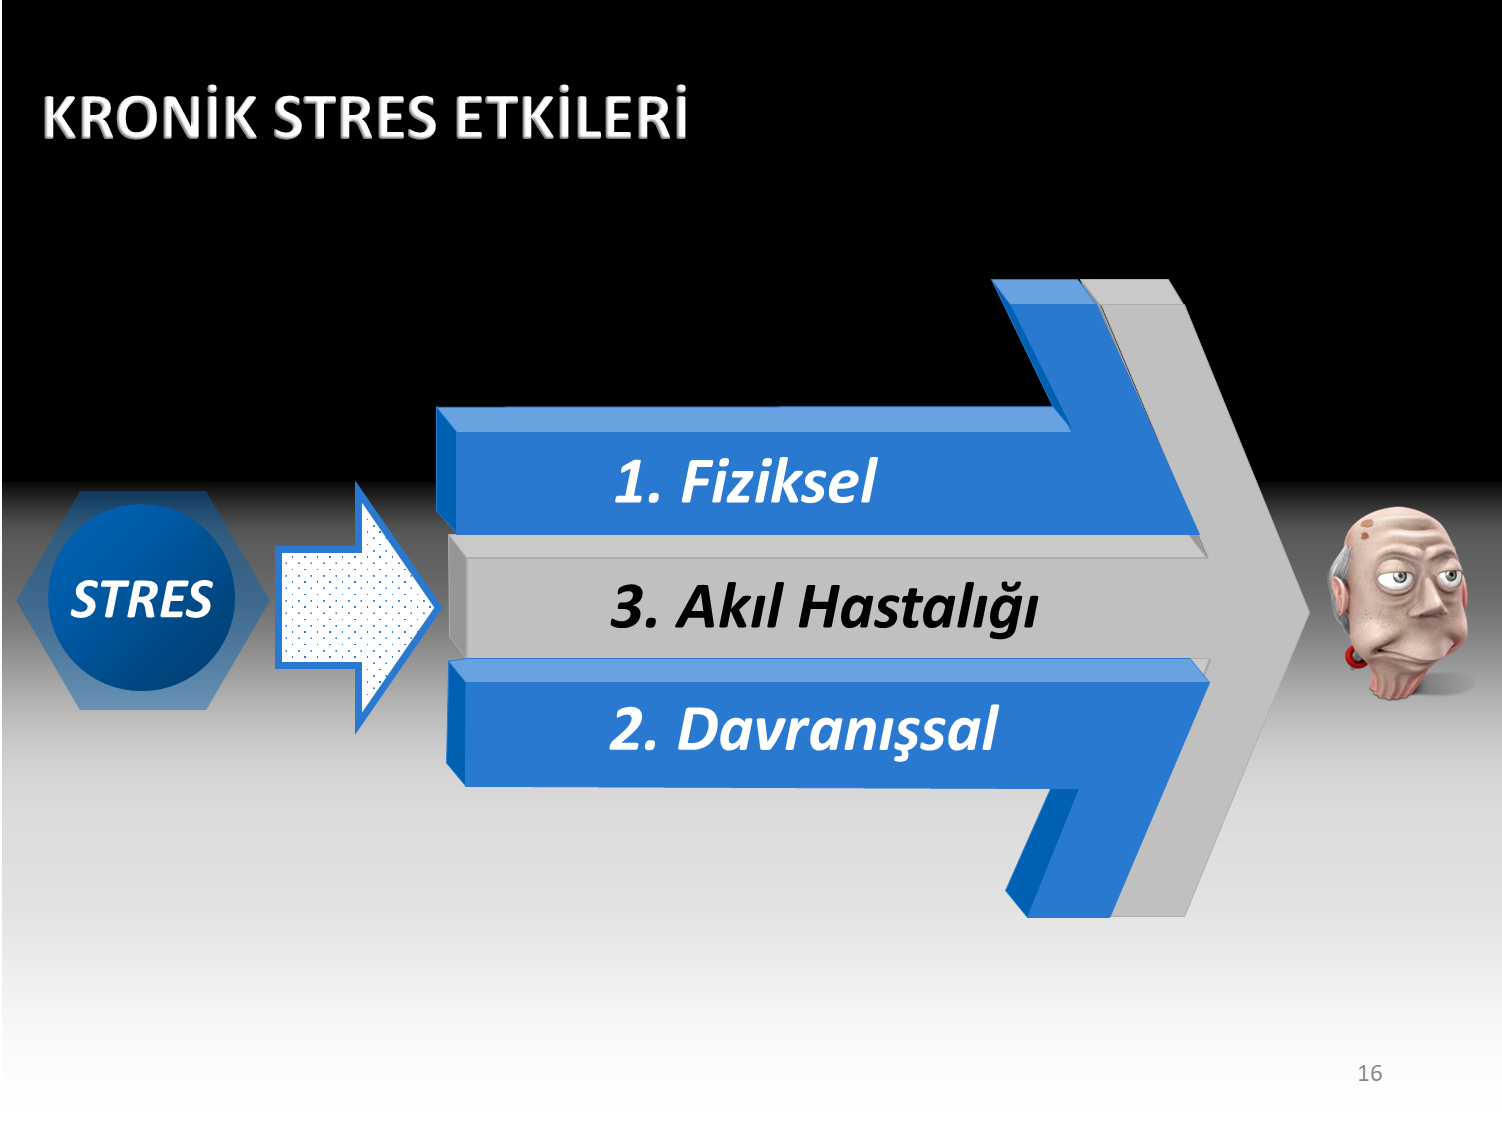 KRONİK STRES ETKİLERİ
STRES
1. Fiziksel
3. Akıl Hastalığı
2. Davranışsal
16